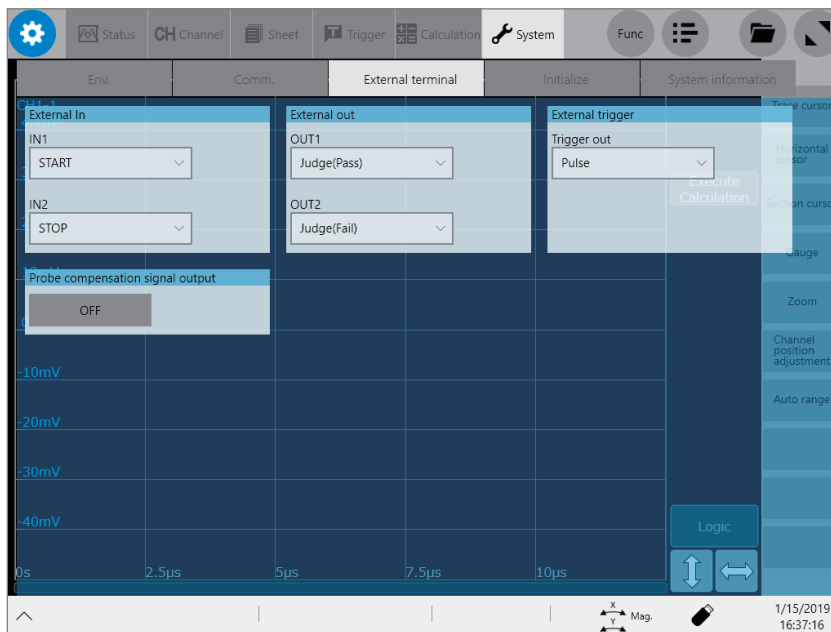 Status
CH Channel
Sheet
T Trigger
Calculation
System
Func
Env.
Comm.
External terminal
Initialize
System information
CH1-1
External In
IN1
START
IN2
STOP
External out
OUT1
Judge(Pass)
OUT2
Judge(Fail)
External trigger
Trigger out
Pulse
Probe compensation signal output
OFF
Execute
Calculation
Trace cursor
Horizontal
cursor
Section curso
Gauge
Zoom
Channel
position
adjustment
Auto range
-10mV
-20mV
-30mV
-40mV
0s
2.5µs
5µs
7.5µs
10µs
Logic
X
Y
Mag.
1/15/2019
16:37:16